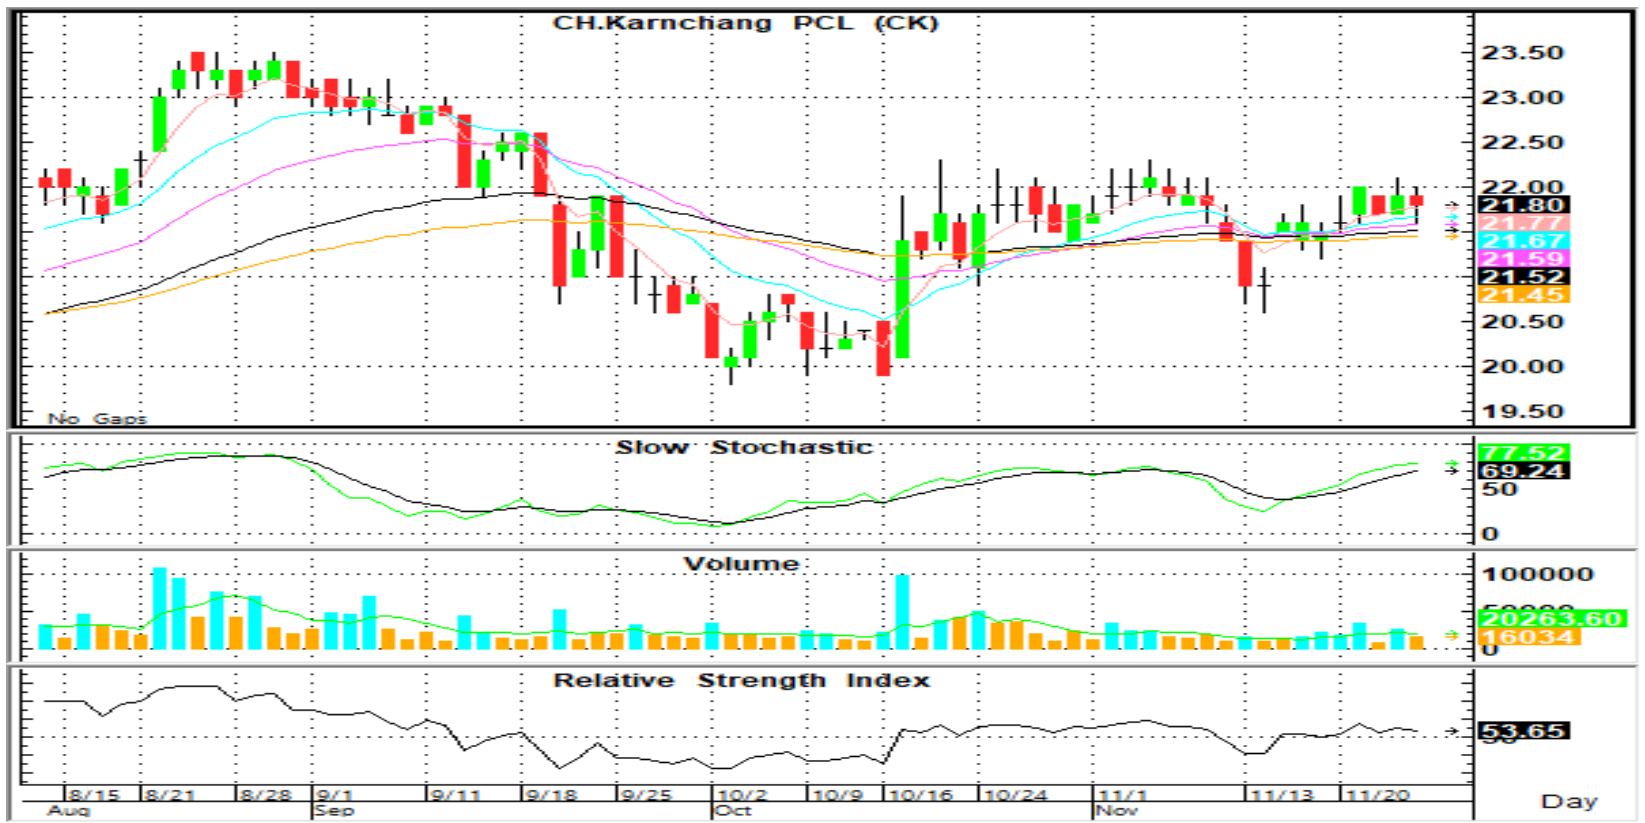 CH.Karnchang PCL (CK)
23.50
23.00
22.50
22.00
21.80
21.77
21.67
21.59
21.52
21.45
20.50
20.00
19.50
No Gaps
Slow Stochastic
77.52
69.24
50
0
Volume
100000
20263.60
16034
0
Relative Strength Index
53.65
8/15 8/21 8/28 9/1 9/11 9/18 9/25 10/2 10/9 10/16 10/24 11/1 11/13 11/20
Aug Sep Oct Nov
Day